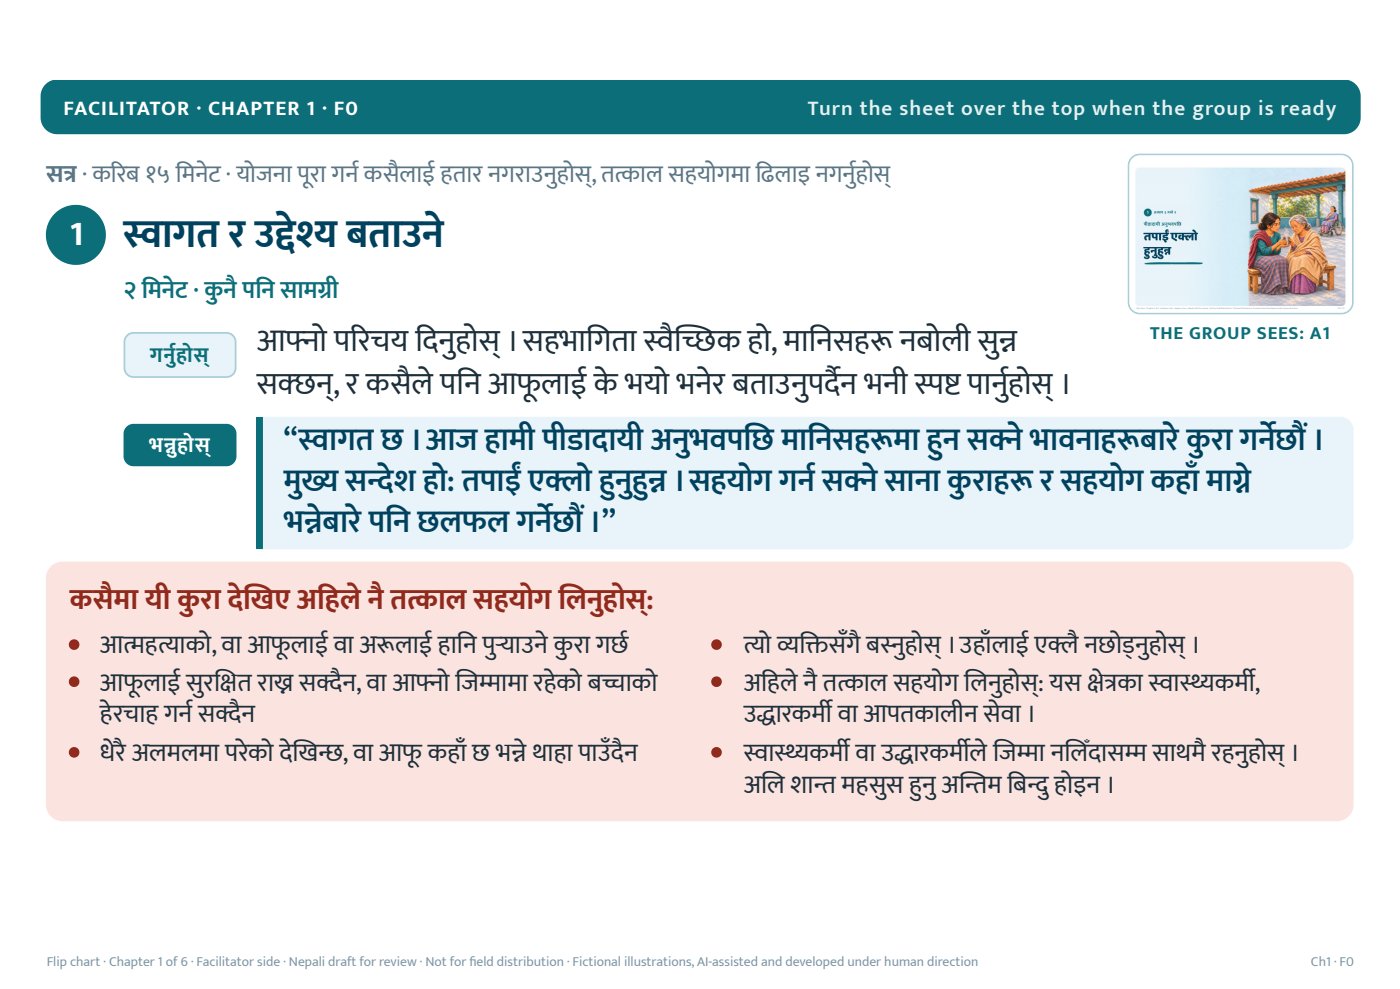 FACILITATOR · CHAPTER 1 · F0
Turn the sheet over the top when the group is ready
सत्र · करिब १५ मिनेट · योजना पूरा गर्न कसैलाई हतार नगराउनुहोस्, तत्काल सहयोगमा ढिलाइ नगर्नुहोस्
1 स्वागत र उद्देश्य बताउने
२ मिनेट · कुनै पनि सामग्री
तपाईं एक्लो
हुनुहुन्न
THE GROUP SEES: A1
गर्नुहोस्
आफ्नो परिचय दिनुहोस् । सहभागिता स्वैच्छिक हो, मानिसहरू नबोली सुन्न
सक्छन्, र कसैले पनि आफूलाई के भयो भनेर बताउनुपर्दैन भनी स्पष्ट पार्नुहोस् ।
भन्नुहोस्
“स्वागत छ । आज हामी पीडादायी अनुभवपछि मानिसहरूमा हुन सक्ने भावनाहरूबारे कुरा गर्नेछौं ।
मुख्य सन्देश हो: तपाईं एक्लो हुनुहुन्न । सहयोग गर्न सक्ने साना कुराहरू र सहयोग कहाँ माग्ने
भन्नेबारे पनि छलफल गर्नेछौं ।”
कसैमा यी कुरा देखिए अहिले नै तत्काल सहयोग लिनुहोस्:
आत्महत्याको, वा आफूलाई वा अरूलाई हानि पुर्‍याउने कुरा गर्छ
आफूलाई सुरक्षित राख्न सक्दैन, वा आफ्नो जिम्मामा रहेको बच्चाको
हेरचाह गर्न सक्दैन
धेरै अलमलमा परेको देखिन्छ, वा आफू कहाँ छ भन्ने थाहा पाउँदैन
त्यो व्यक्तिसँगै बस्नुहोस् । उहाँलाई एक्लै नछोड्नुहोस् ।
अहिले नै तत्काल सहयोग लिनुहोस्: यस क्षेत्रका स्वास्थ्यकर्मी,
उद्धारकर्मी वा आपतकालीन सेवा ।
स्वास्थ्यकर्मी वा उद्धारकर्मीले जिम्मा नलिँदासम्म साथमै रहनुहोस् ।
अलि शान्त महसुस हुनु अन्तिम बिन्दु होइन ।
Flip chart · Chapter 1 of 6 · Facilitator side · Nepali draft for review · Not for field distribution · Fictional illustrations, AI-assisted and developed under human direction
Ch1 · F0